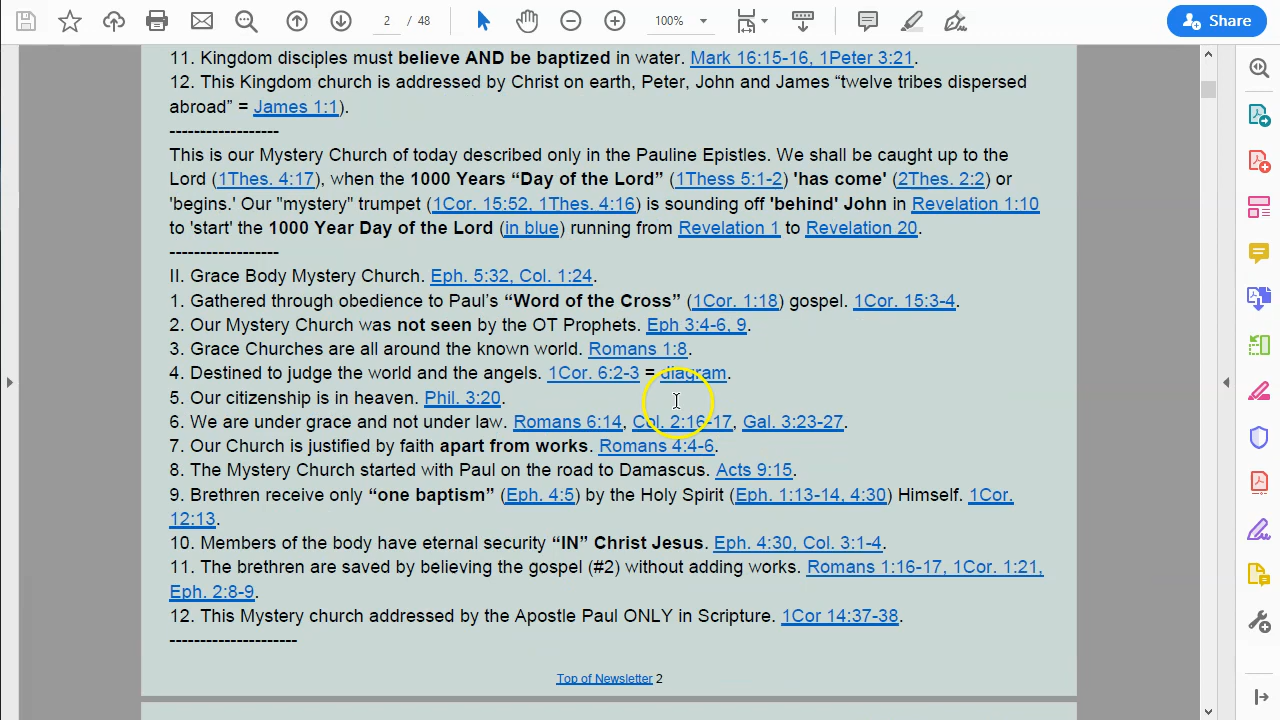 2 / 48 100% Share
11. Kingdom disciples must believe AND be baptized in water. Mark 16:15-16, 1Peter 3:21.
12. This Kingdom church is addressed by Christ on earth, Peter, John and James “twelve tribes dispersed
abroad” = James 1:1).
------------------
This is our Mystery Church of today described only in the Pauline Epistles. We shall be caught up to the
Lord (1Thes. 4:17), when the 1000 Years “Day of the Lord” (1Thess 5:1-2) 'has come' (2Thes. 2:2) or
'begins.' Our "mystery" trumpet (1Cor. 15:52, 1Thes. 4:16) is sounding off 'behind' John in Revelation 1:10
to 'start' the 1000 Year Day of the Lord (in blue) running from Revelation 1 to Revelation 20.
------------------
II. Grace Body Mystery Church. Eph. 5:32, Col. 1:24.
1. Gathered through obedience to Paul’s “Word of the Cross” (1Cor. 1:18) gospel. 1Cor. 15:3-4.
2. Our Mystery Church was not seen by the OT Prophets. Eph 3:4-6, 9.
3. Grace Churches are all around the known world. Romans 1:8.
4. Destined to judge the world and the angels. 1Cor. 6:2-3 = diagram.
5. Our citizenship is in heaven. Phil. 3:20.
6. We are under grace and not under law. Romans 6:14, Col. 2:16-17, Gal. 3:23-27.
7. Our Church is justified by faith apart from works. Romans 4:4-6.
8. The Mystery Church started with Paul on the road to Damascus. Acts 9:15.
9. Brethren receive only “one baptism” (Eph. 4:5) by the Holy Spirit (Eph. 1:13-14, 4:30) Himself. 1Cor.
12:13.
10. Members of the body have eternal security “IN” Christ Jesus. Eph. 4:30, Col. 3:1-4.
11. The brethren are saved by believing the gospel (#2) without adding works. Romans 1:16-17, 1Cor. 1:21,
Eph. 2:8-9.
12. This Mystery church addressed by the Apostle Paul ONLY in Scripture. 1Cor 14:37-38.
---------------------
Top of Newsletter 2